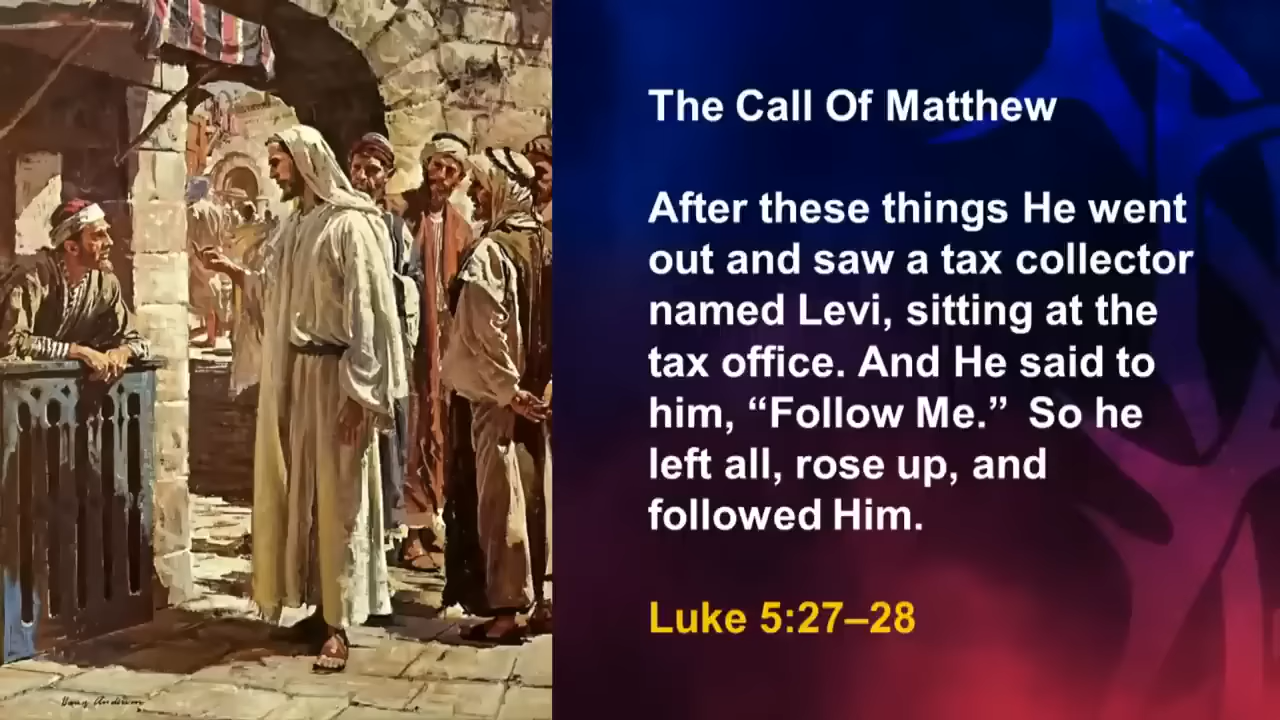 The Call Of Matthew
After these things He went
out and saw a tax collector
named Levi, sitting at the
tax office. And He said to
him, “Follow Me.” So he
left all, rose up, and
followed Him.
Luke 5:27–28
Harry Anderson